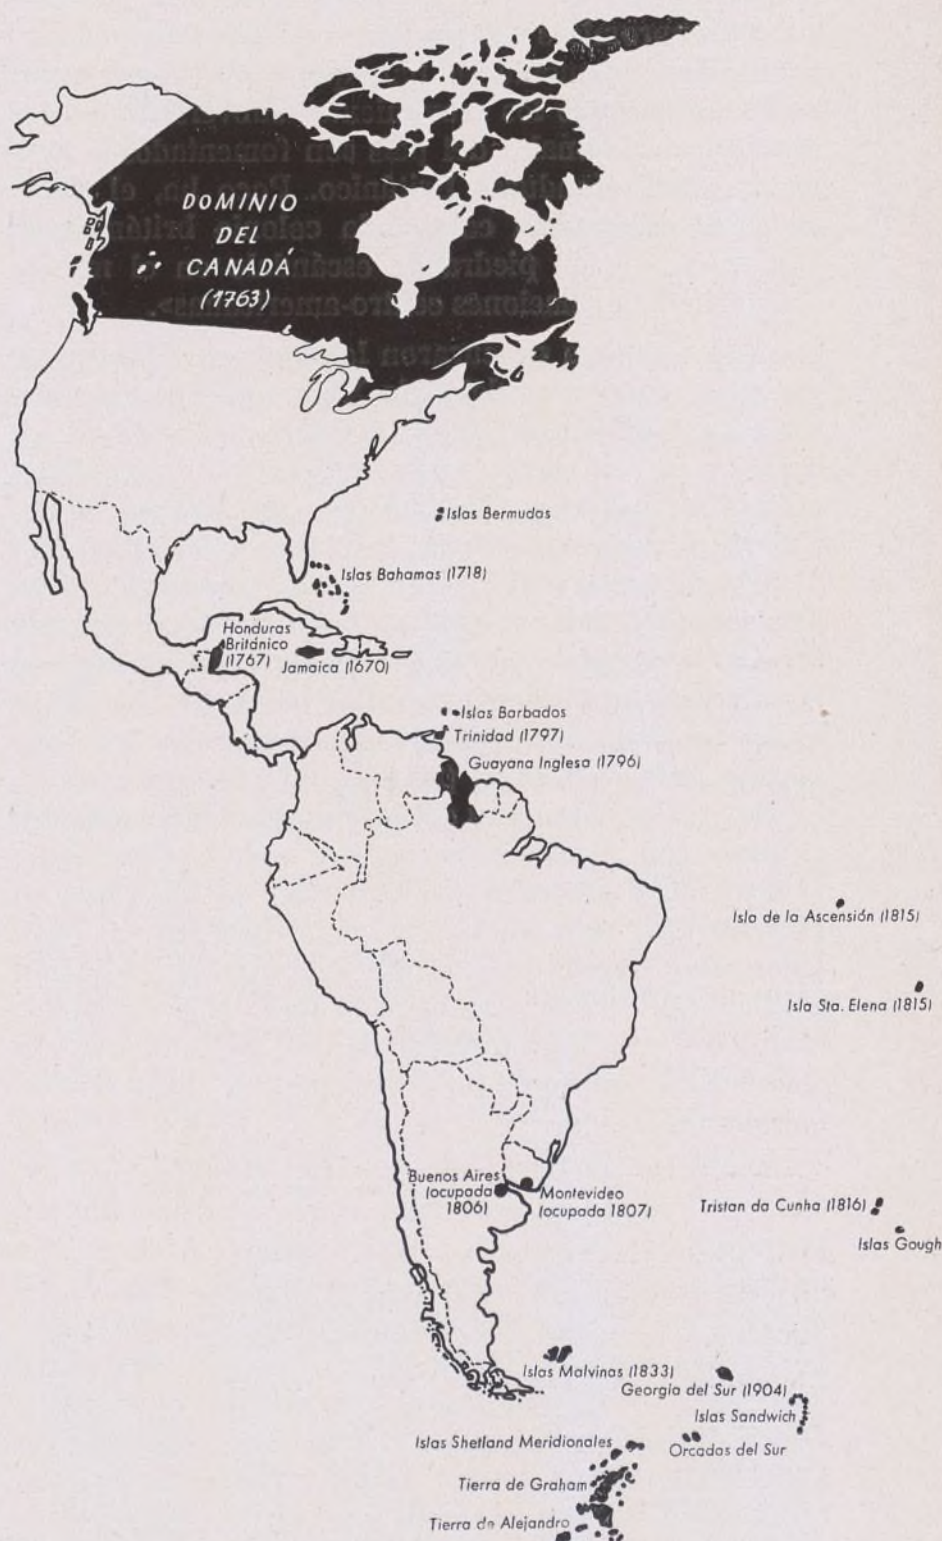 DOMINIO
DEL
CANADÁ
(1763)
Islas Bermudas
Islas Bahamas (1718)
Honduras
Británico
(1767)
Jamaica (1670)
Islas Barbados
Trinidad (1797)
Guayana Inglesa (1796)
Isla de la Ascensión (1815)
Isla Sta. Elena (1815)
Buenos Aires
(ocupada
1806)
Montevideo
(ocupada 1807)
Tristan da Cunha (1816)
Islas Gough
Islas Malvinas (1833)
Georgia del Sur (1904)
Islas Sandwich
Islas Shetland Meridionales
Orcadas del Sur
Tierra de Graham
Tierra de Alejandro